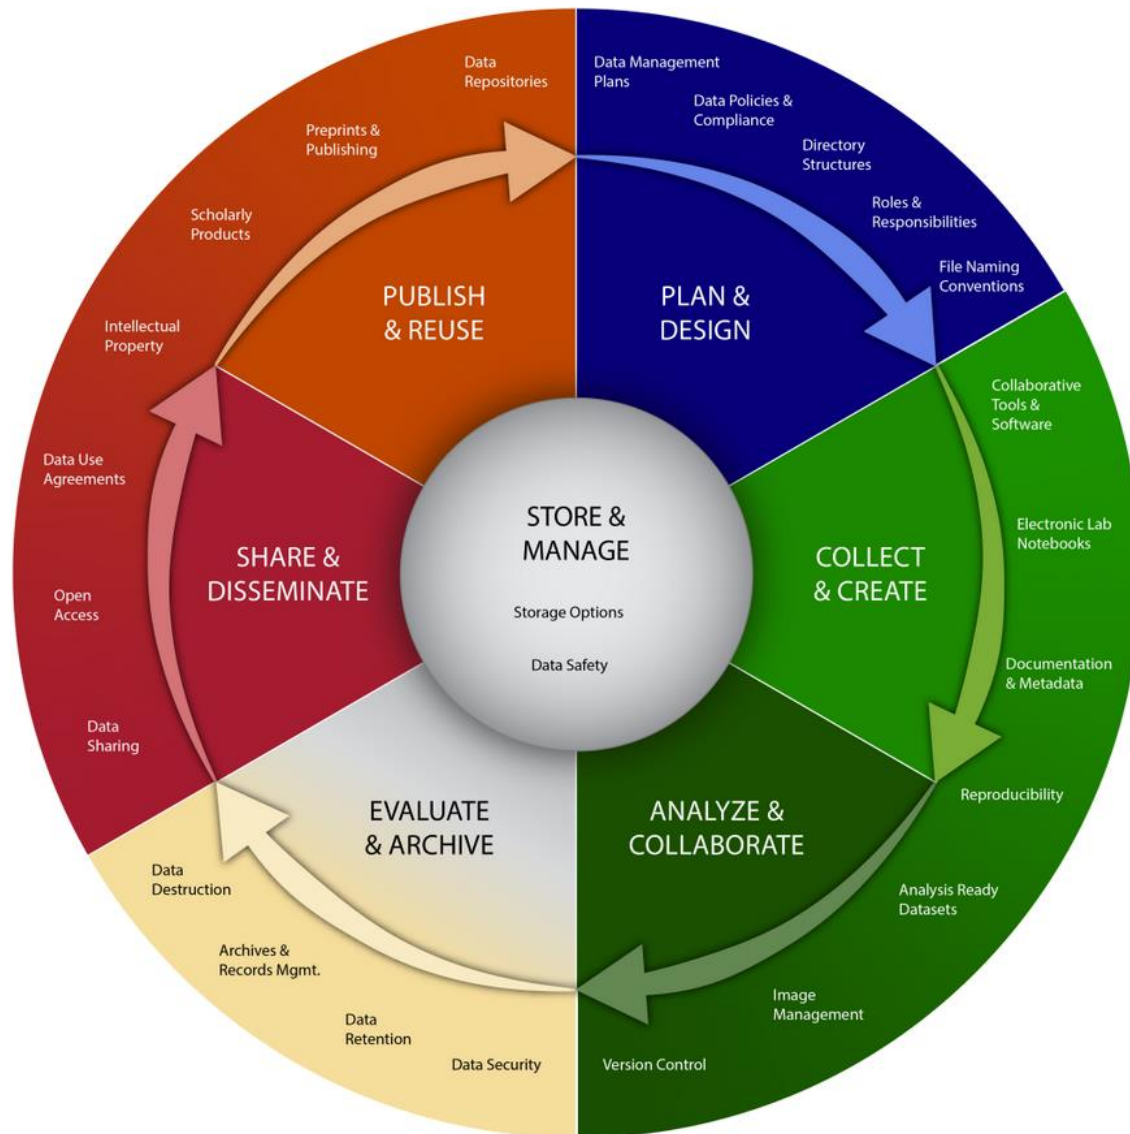 Data
Repositories
Data Management
Plans
Preprints &
Publishing
Data Policies &
Compliance
Directory
Structures
Scholarly
Products
Roles &
Responsibilities
File Naming
Conventions
PUBLISH
& REUSE
PLAN &
DESIGN
Intellectual
Property
Collaborative
Tools &
Software
Data Use
Agreements
STORE &
MANAGE
Storage Options
Data Safety
SHARE &
DISSEMINATE
COLLECT
& CREATE
Electronic Lab
Notebooks
Open
Access
Documentation
& Metadata
Data
Sharing
Reproducibility
EVALUATE
& ARCHIVE
ANALYZE &
COLLABORATE
Data
Destruction
Analysis Ready
Datasets
Archives &
Records Mgmt.
Image
Management
Data
Retention
Data Security
Version Control